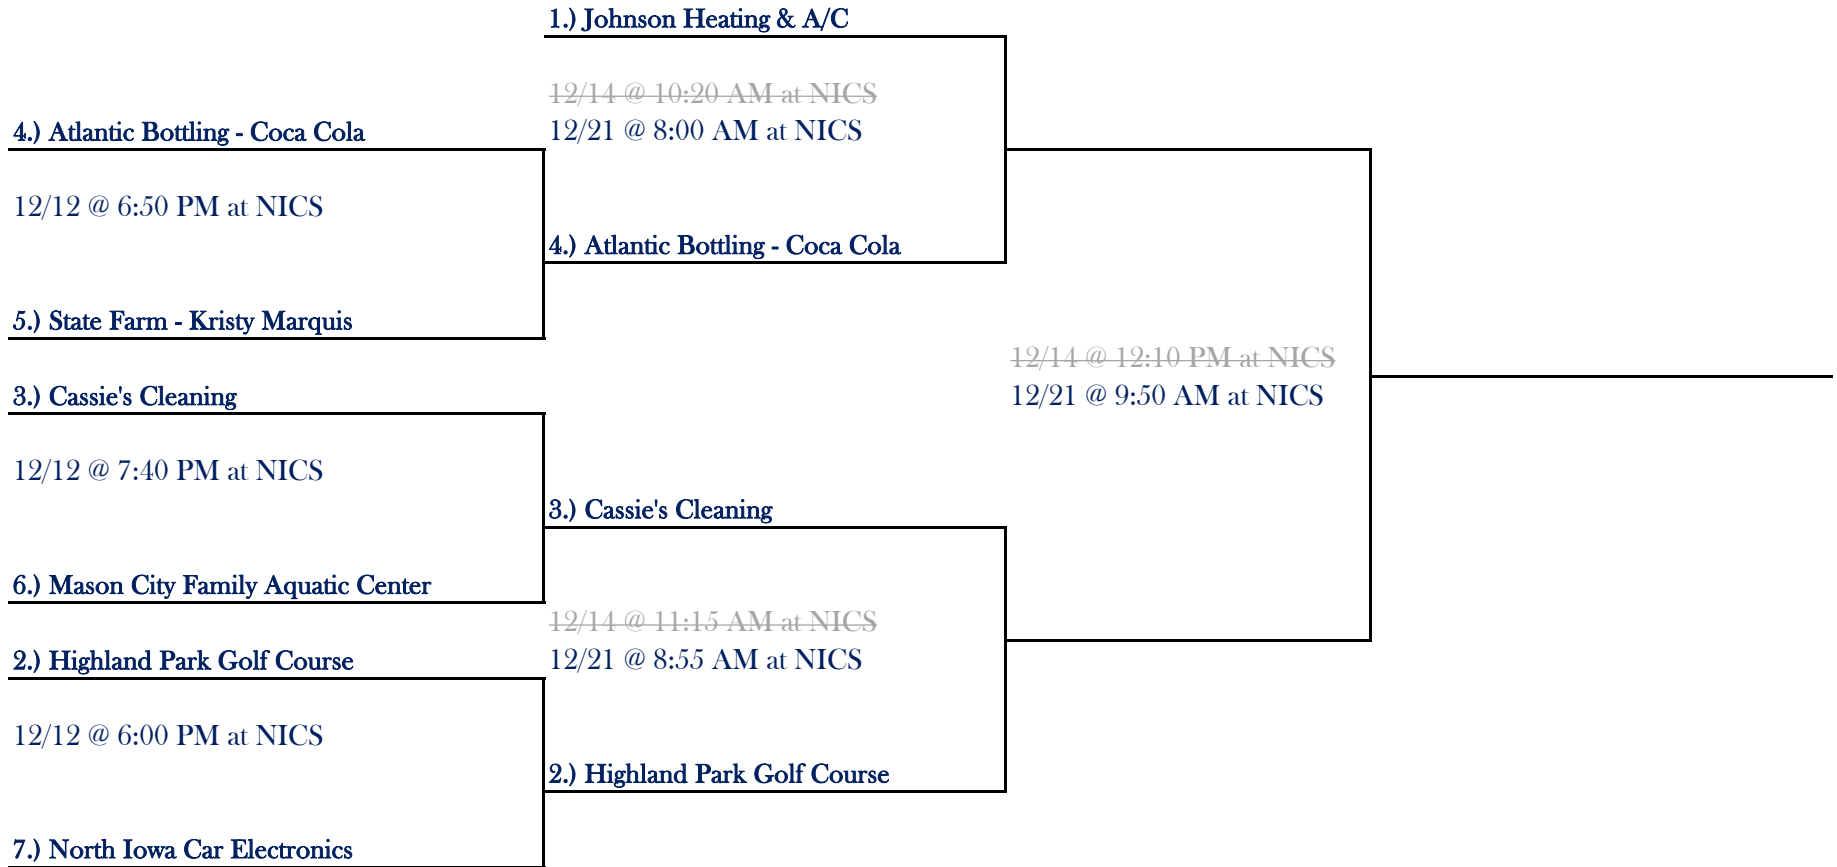 1.) Johnson Heating & A/C
12/14 @ 10:20 AM at NICS
4.) Atlantic Bottling - Coca Cola
12/21 @ 8:00 AM at NICS
12/12 @ 6:50 PM at NICS
4.) Atlantic Bottling - Coca Cola
5.) State Farm - Kristy Marquis
12/14 @ 12:10 PM at NICS
3.) Cassie's Cleaning
12/21 @ 9:50 AM at NICS
12/12 @ 7:40 PM at NICS
3.) Cassie's Cleaning
6.) Mason City Family Aquatic Center
12/14 @ 11:15 AM at NICS
2.) Highland Park Golf Course
12/21 @ 8:55 AM at NICS
12/12 @ 6:00 PM at NICS
2.) Highland Park Golf Course
7.) North Iowa Car Electronics